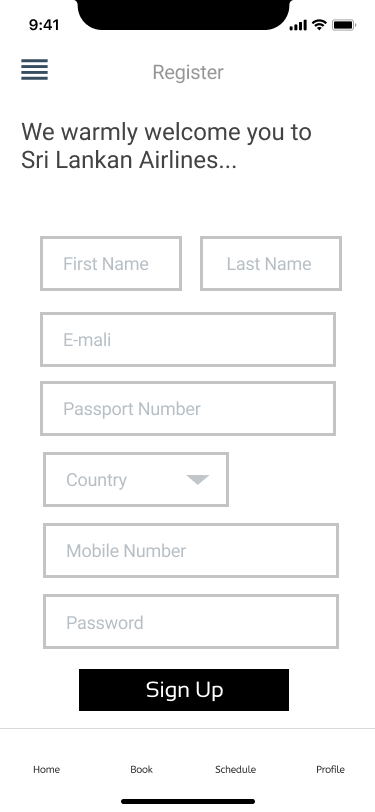 9:41
Register
We warmly welcome you to
Sri Lankan Airlines...
First Name Last Name
E-mali
Passport Number
Country
Mobile Number
Password
Sign Up
Home Book Schedule Profile